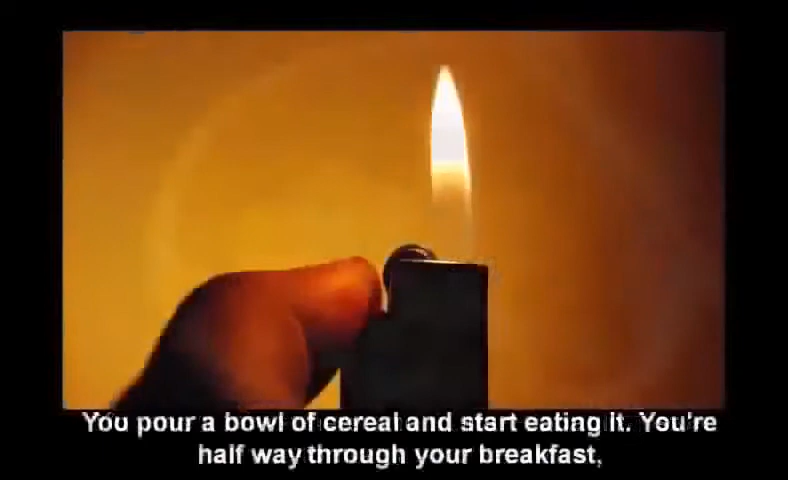 You pour a bowl of cereal and start eating it. You're
half way through your breakfast,